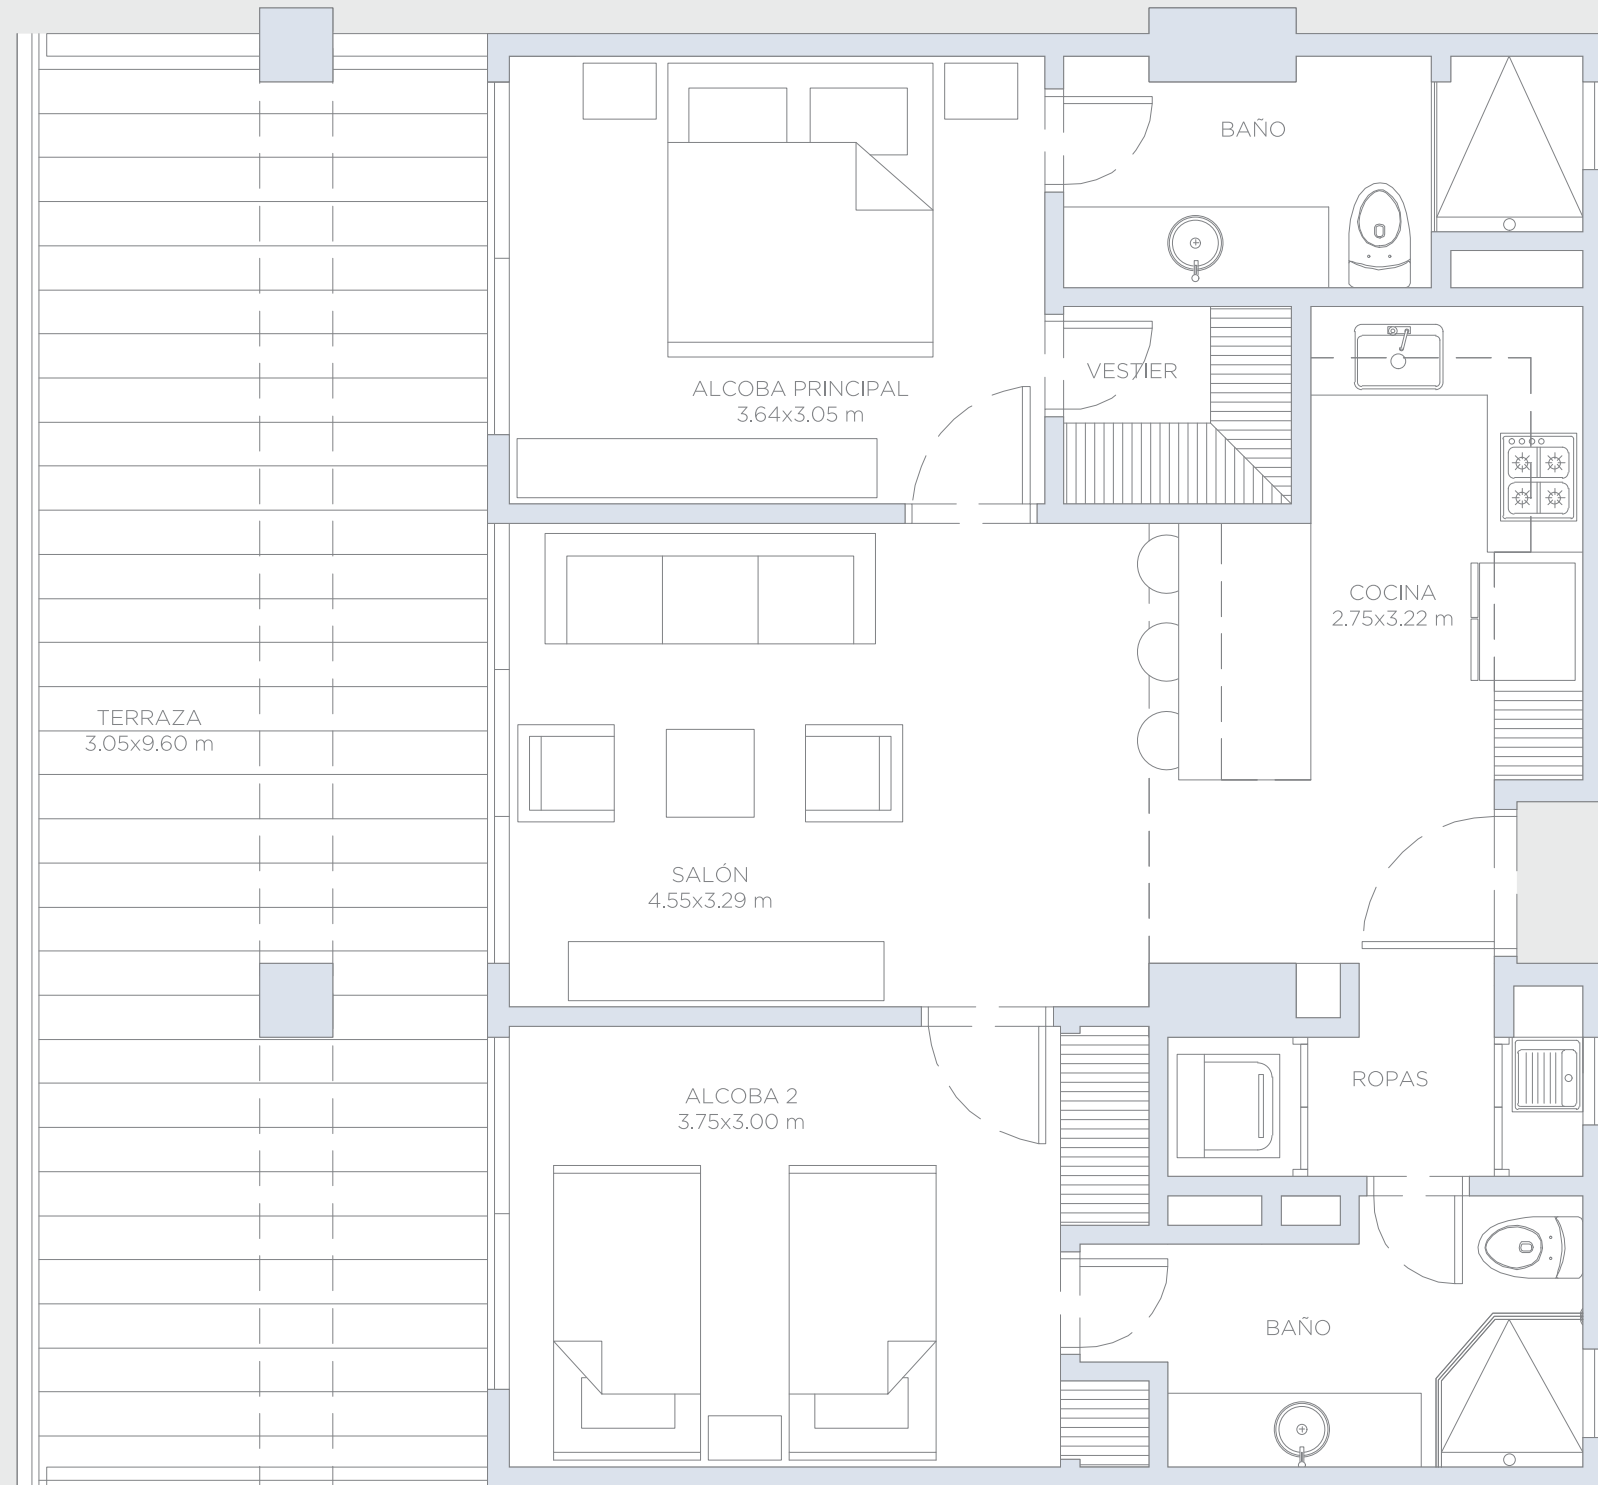 BAÑO
VESTIER
ALCOBA PRINCIPAL
3.64x3.05 m
COCINA
2.75x3.22 m
TERRAZA
3.05x9.60 m
SALÓN
4.55x3.29 m
ROPAS
ALCOBA 2
3.75x3.00 m
BAÑO